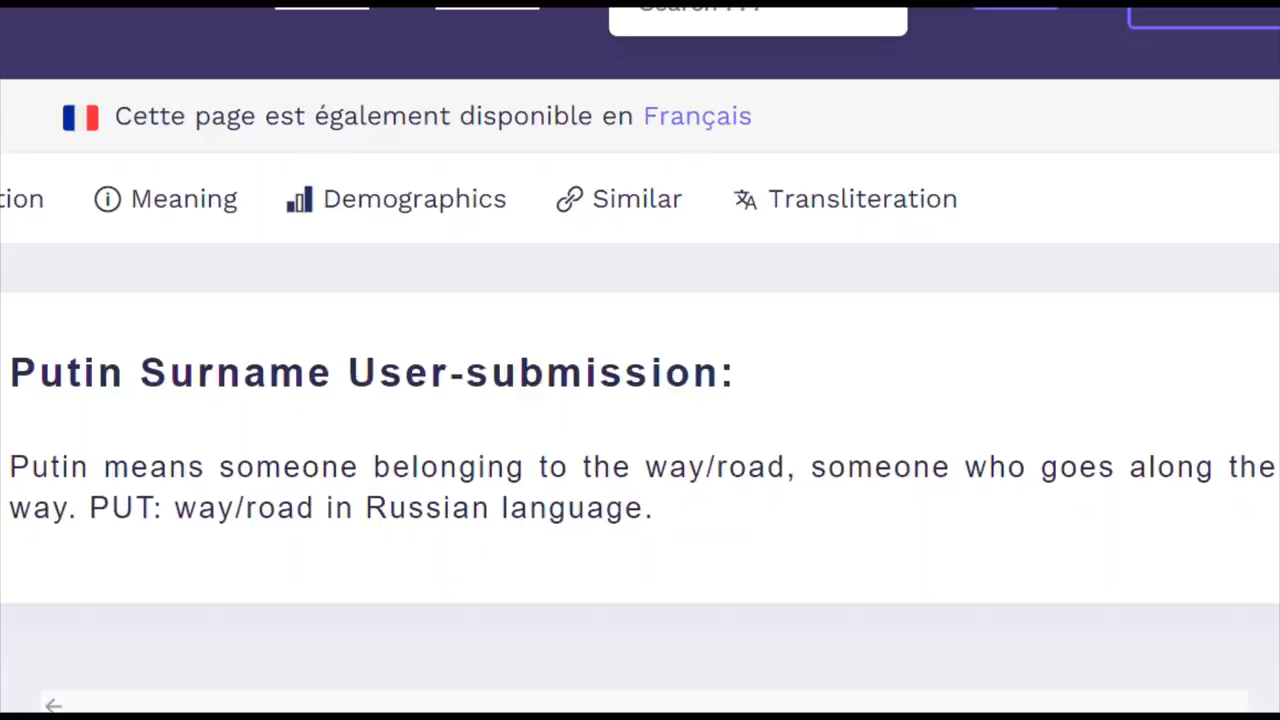 Cette page est également disponible en Français
tion Meaning Demographics Similar Transliteration
Putin Surname User-submission:
Putin means someone belonging to the way/road, someone who goes along the
way. PUT: way/road in Russian language.